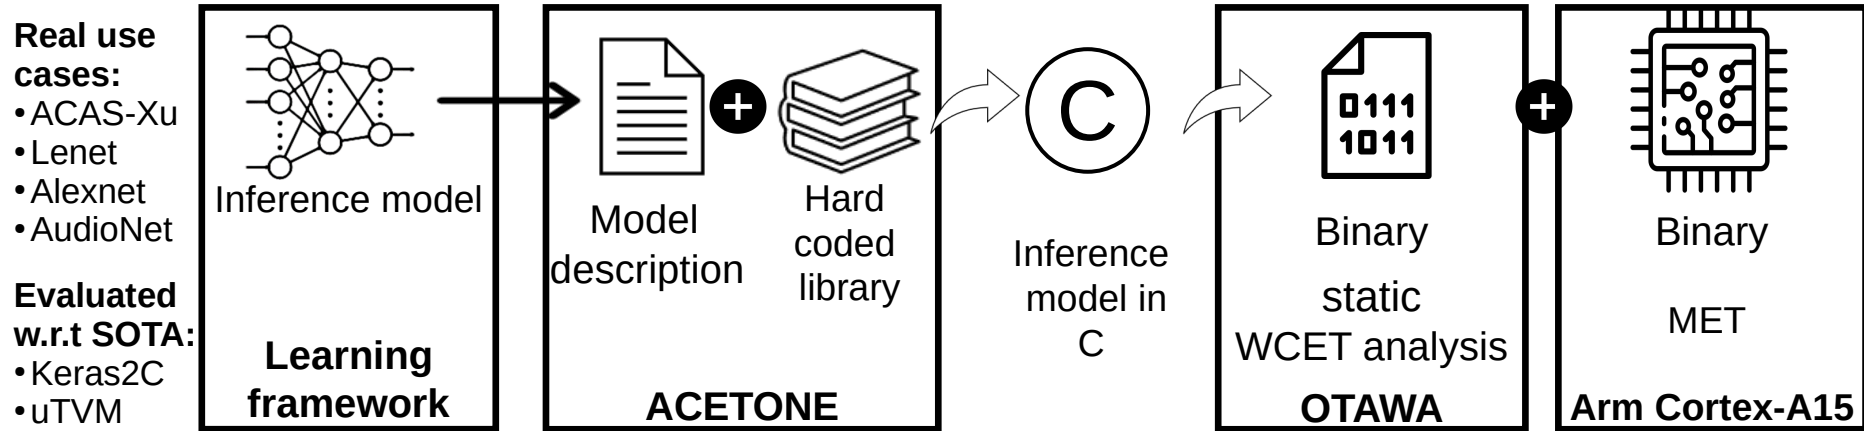 Real use
cases:
•ACAS-Xu
•Lenet
•Alexnet
•AudioNet
Evaluated
w.r.t SOTA:
•Keras2C
•uTVM
Inference model
Learning
framework
Model
description
+
Hard
coded
library
ACETONE
C
Inference
model in
C
0111
1011
Binary
static
WCET analysis
OTAWA
+
Binary
MET
Arm Cortex-A15